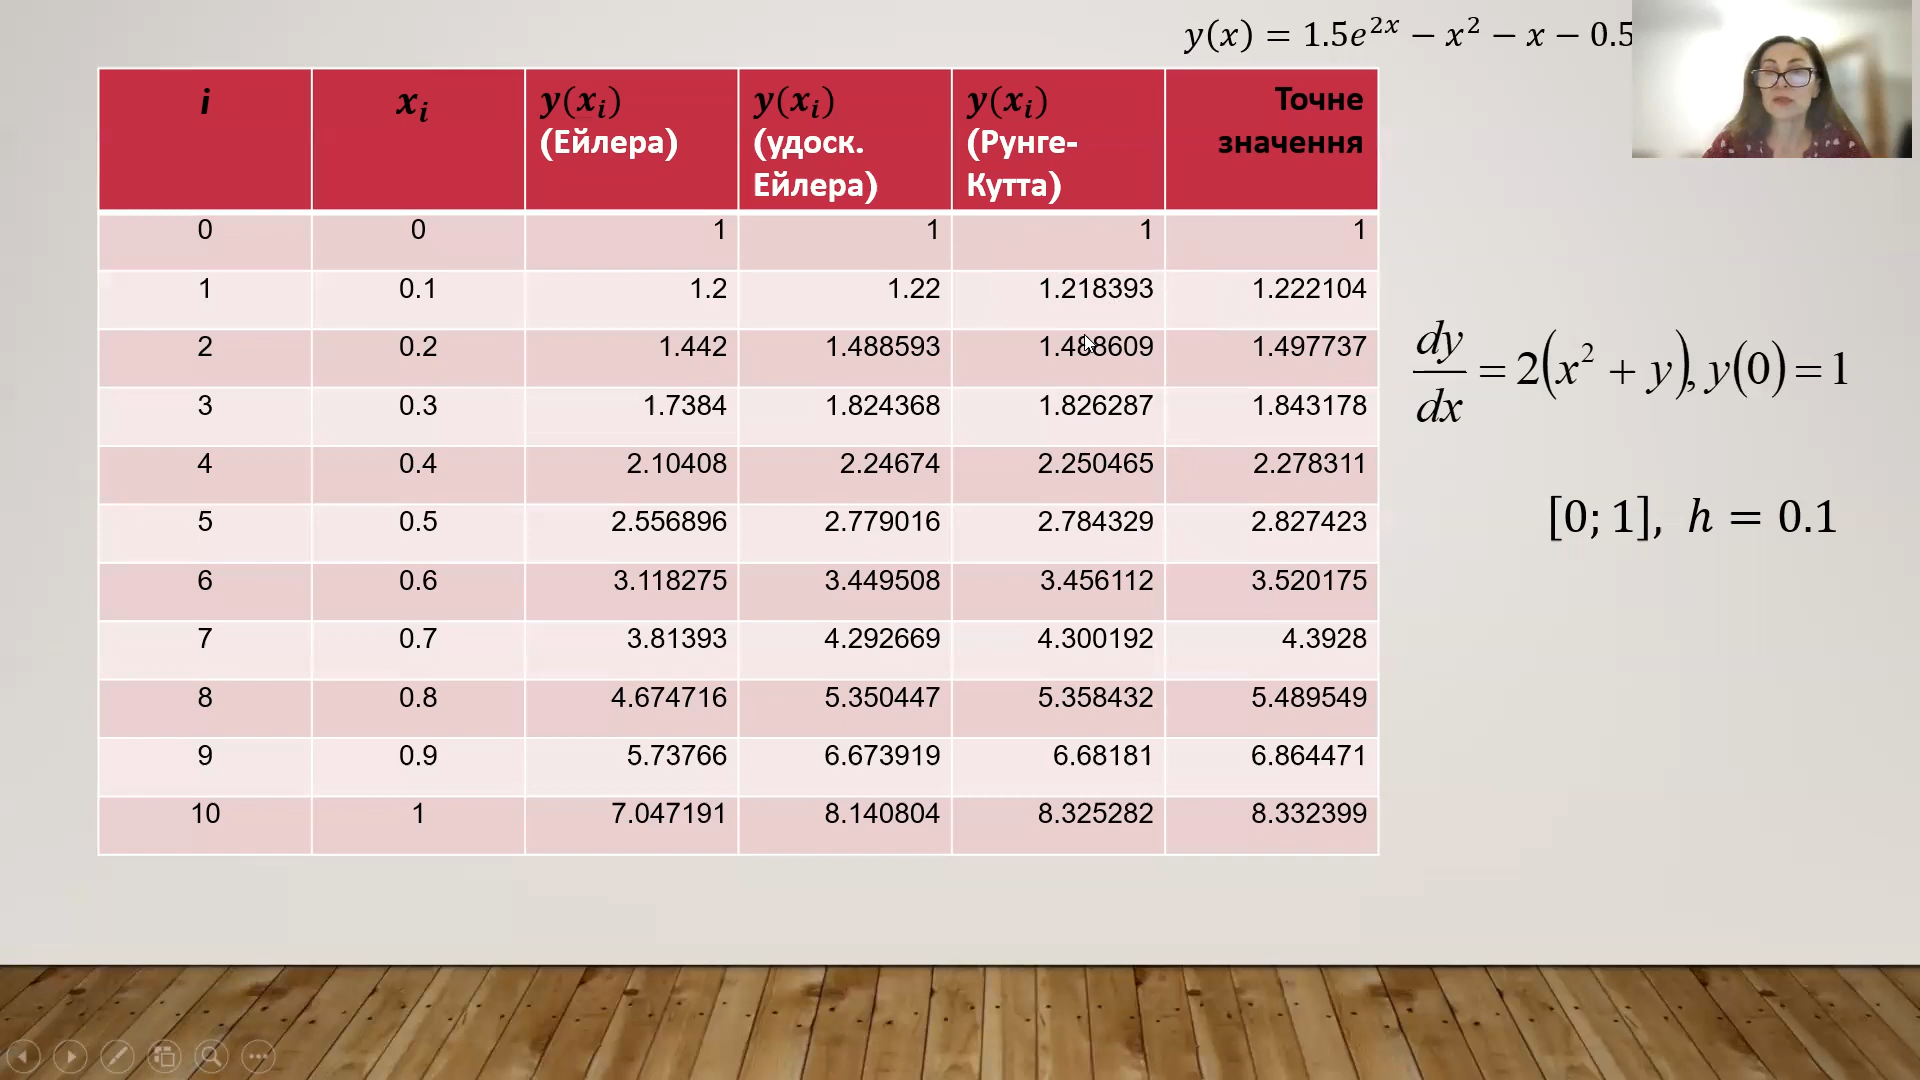 y(x) = 1.5e^{2x} − x² − x − 0.5
i x_i y(x_i) (Ейлера) y(x_i) (удоск. Ейлера) y(x_i) (Рунге-Кутта) Точне значення
0 0 1 1 1 1
1 0.1 1.2 1.22 1.218393 1.222104
2 0.2 1.442 1.488593 1.488609 1.497737
3 0.3 1.7384 1.824368 1.826287 1.843178
4 0.4 2.10408 2.24674 2.250465 2.278311
5 0.5 2.556896 2.779016 2.784329 2.827423
6 0.6 3.118275 3.449508 3.456112 3.520175
7 0.7 3.81393 4.292669 4.300192 4.3928
8 0.8 4.674716 5.350447 5.358432 5.489549
9 0.9 5.73766 6.673919 6.68181 6.864471
10 1 7.047191 8.140804 8.325282 8.332399
dy/dx = 2(x² + y), y(0) = 1
[0; 1], h = 0.1